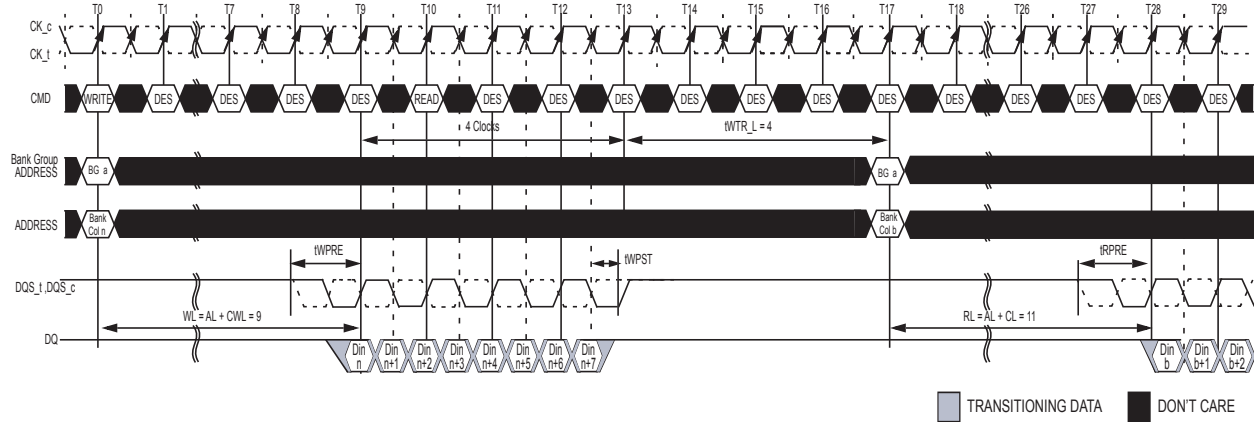 T0 T1 T7 T8 T9 T10 T11 T12 T13 T14 T15 T16 T17 T18 T26 T27 T28 T29
CK_c
CK_t
CMD WRITE DES DES DES DES READ DES DES DES DES DES DES DES DES DES DES DES DES
4 Clocks tWTR_L = 4
Bank Group
ADDRESS
BG a BG a
ADDRESS
Bank
Col n
Bank
Col b
tWPRE tWPST tRPRE
DQS_t ,DQS_c
WL = AL + CWL = 9 RL = AL + CL = 11
DQ
Din Din Din Din Din Din Din Din Din Din Din
n n+1 n+2 n+3 n+4 n+5 n+6 n+7 b b+1 b+2
TRANSITIONING DATA DON'T CARE